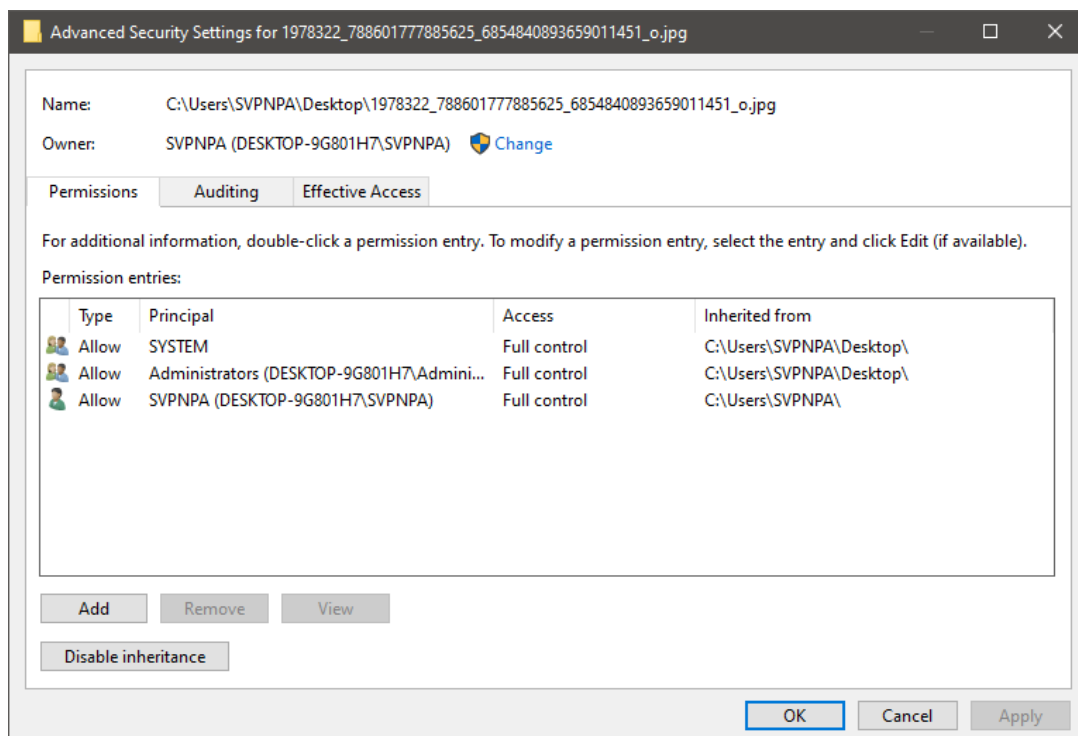 Advanced Security Settings for 1978322_788601777885625_6854840893659011451_o.jpg
Name: C:\Users\SVPNPA\Desktop\1978322_788601777885625_6854840893659011451_o.jpg
Owner: SVPNPA (DESKTOP-9G801H7\SVPNPA) Change
Permissions Auditing Effective Access
For additional information, double-click a permission entry. To modify a permission entry, select the entry and click Edit (if available).
Permission entries:
Type Principal Access Inherited from
Allow SYSTEM Full control C:\Users\SVPNPA\Desktop\
Allow Administrators (DESKTOP-9G801H7\Admini... Full control C:\Users\SVPNPA\Desktop\
Allow SVPNPA (DESKTOP-9G801H7\SVPNPA) Full control C:\Users\SVPNPA\
Add Remove View
Disable inheritance
OK Cancel Apply